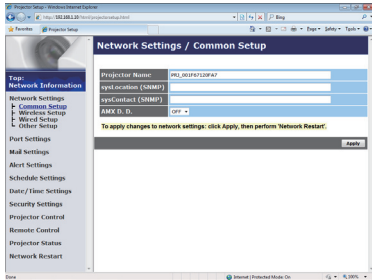 Projector Setup - Windows Internet Explorer
http://192.168.1.10/html/projectorsetup.html
Bing
Favorites
Projector Setup
Page
Safety
Tools
Top:
Network Information
Network Settings
Common Setup
Wireless Setup
Wired Setup
Other Setup
Port Settings
Mail Settings
Alert Settings
Schedule Settings
Date/Time Settings
Security Settings
Projector Control
Remote Control
Projector Status
Network Restart
Network Settings / Common Setup
Projector Name PRJ_001F67120FA7
sysLocation (SNMP)
sysContact (SNMP)
AMX D. D. OFF
To apply changes to network settings: click Apply, then perform 'Network Restart'.
Apply
Done
Internet | Protected Mode: On
100%